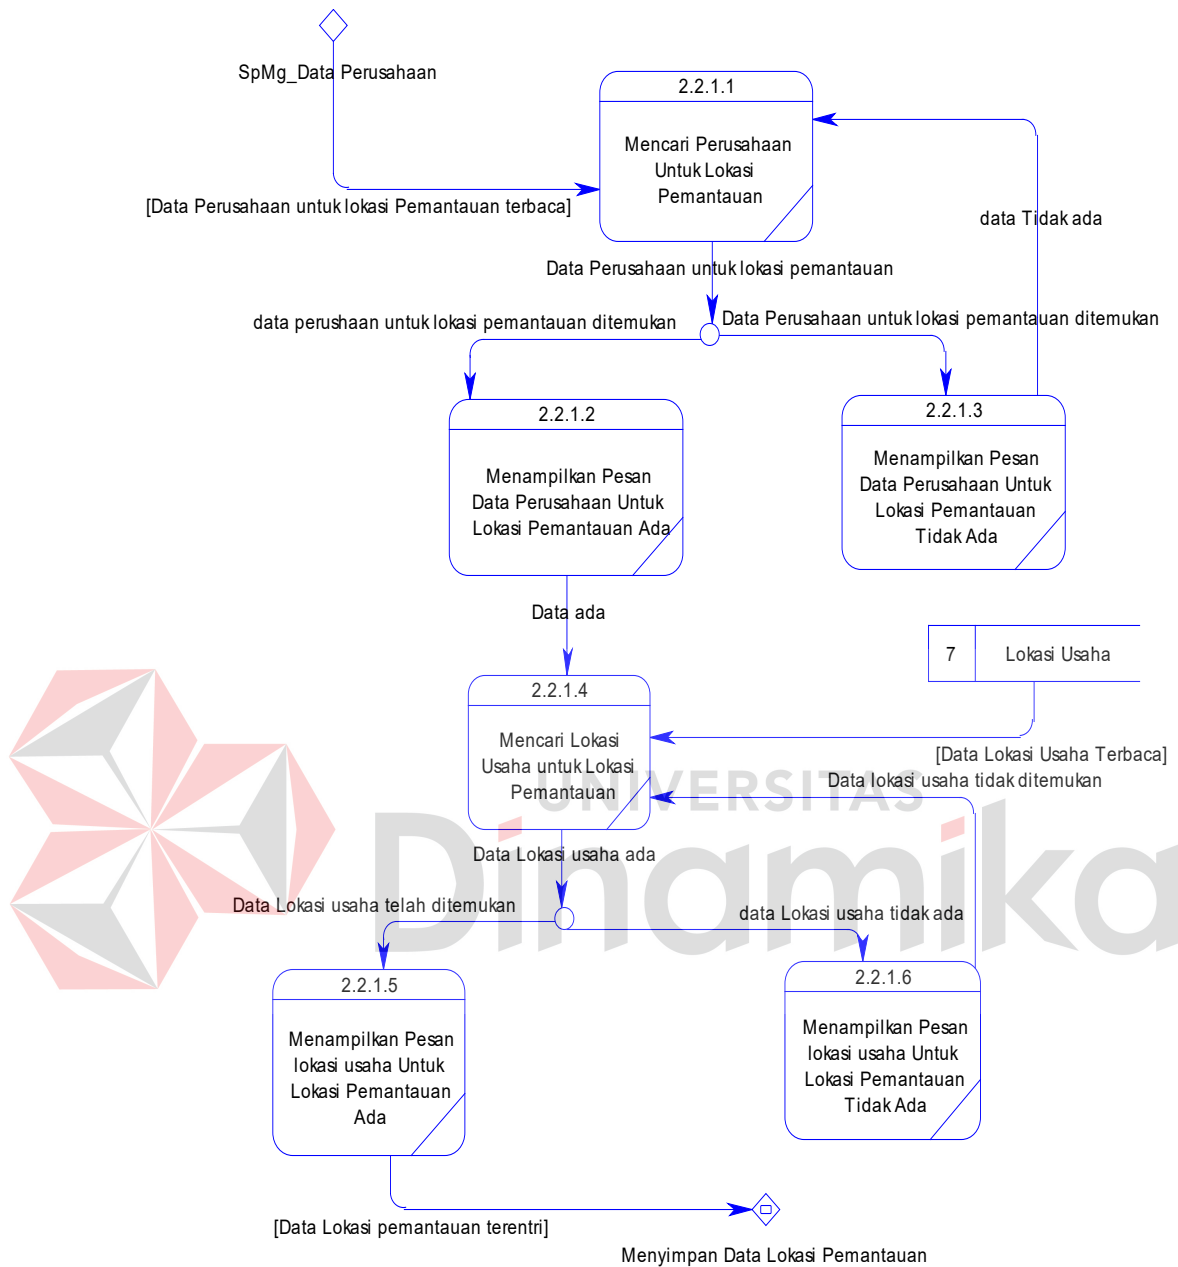 SpMg_Data Perusahaan
2.2.1.1
Mencari Perusahaan
Untuk Lokasi
Pemantauan
[Data Perusahaan untuk lokasi Pemantauan terbaca]
data Tidak ada
Data Perusahaan untuk lokasi pemantauan
data perushaan untuk lokasi pemantauan ditemukan
Data Perusahaan untuk lokasi pemantauan ditemukan
2.2.1.2
Menampilkan Pesan
Data Perusahaan Untuk
Lokasi Pemantauan Ada
2.2.1.3
Menampilkan Pesan
Data Perusahaan Untuk
Lokasi Pemantauan
Tidak Ada
Data ada
7 Lokasi Usaha
2.2.1.4
Mencari Lokasi
Usaha untuk Lokasi
Pemantauan
[Data Lokasi Usaha Terbaca]
Data lokasi usaha tidak ditemukan
UNIVERSITAS
Dinamika
Data Lokasi usaha ada
Data Lokasi usaha telah ditemukan
data Lokasi usaha tidak ada
2.2.1.5
Menampilkan Pesan
lokasi usaha Untuk
Lokasi Pemantauan
Ada
2.2.1.6
Menampilkan Pesan
lokasi usaha Untuk
Lokasi Pemantauan
Tidak Ada
[Data Lokasi pemantauan terentri]
Menyimpan Data Lokasi Pemantauan